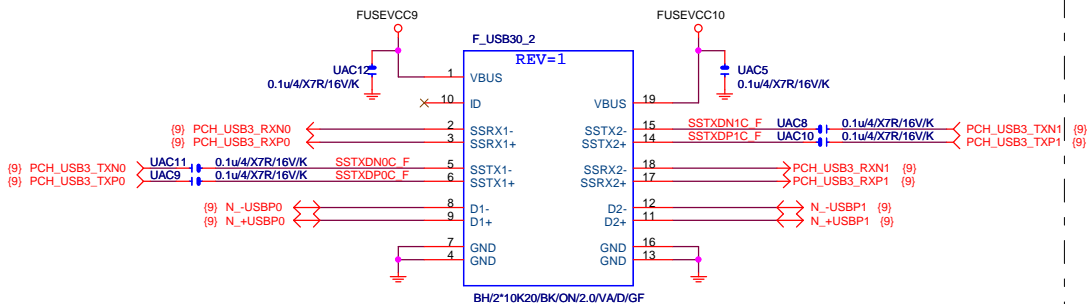 FUSEVCC9
FUSEVCC10
F_USB30_2
REV=1
UAC12
0.1u/4/X7R/16V/K
UAC5
0.1u/4/X7R/16V/K
1 VBUS
10 ID
VBUS 19
{9} PCH_USB3_RXN0 2 SSRX1-
{9} PCH_USB3_RXP0 3 SSRX1+
SSTX2- 15 SSTXDN1C_F UAC8 0.1u/4/X7R/16V/K PCH_USB3_TXN1 {9}
SSTX2+ 14 SSTXDP1C_F UAC10 0.1u/4/X7R/16V/K PCH_USB3_TXP1 {9}
{9} PCH_USB3_TXN0 UAC11 0.1u/4/X7R/16V/K SSTXDN0C_F 5 SSTX1-
{9} PCH_USB3_TXP0 UAC9 0.1u/4/X7R/16V/K SSTXDP0C_F 6 SSTX1+
SSRX2- 18 PCH_USB3_RXN1 {9}
SSRX2+ 17 PCH_USB3_RXP1 {9}
{9} N_-USBP0 8 D1-
{9} N_+USBP0 9 D1+
D2- 12 N_-USBP1 {9}
D2+ 11 N_+USBP1 {9}
7 GND
4 GND
GND 16
GND 13
BH/2*10K20/BK/ON/2.0/VA/D/GF